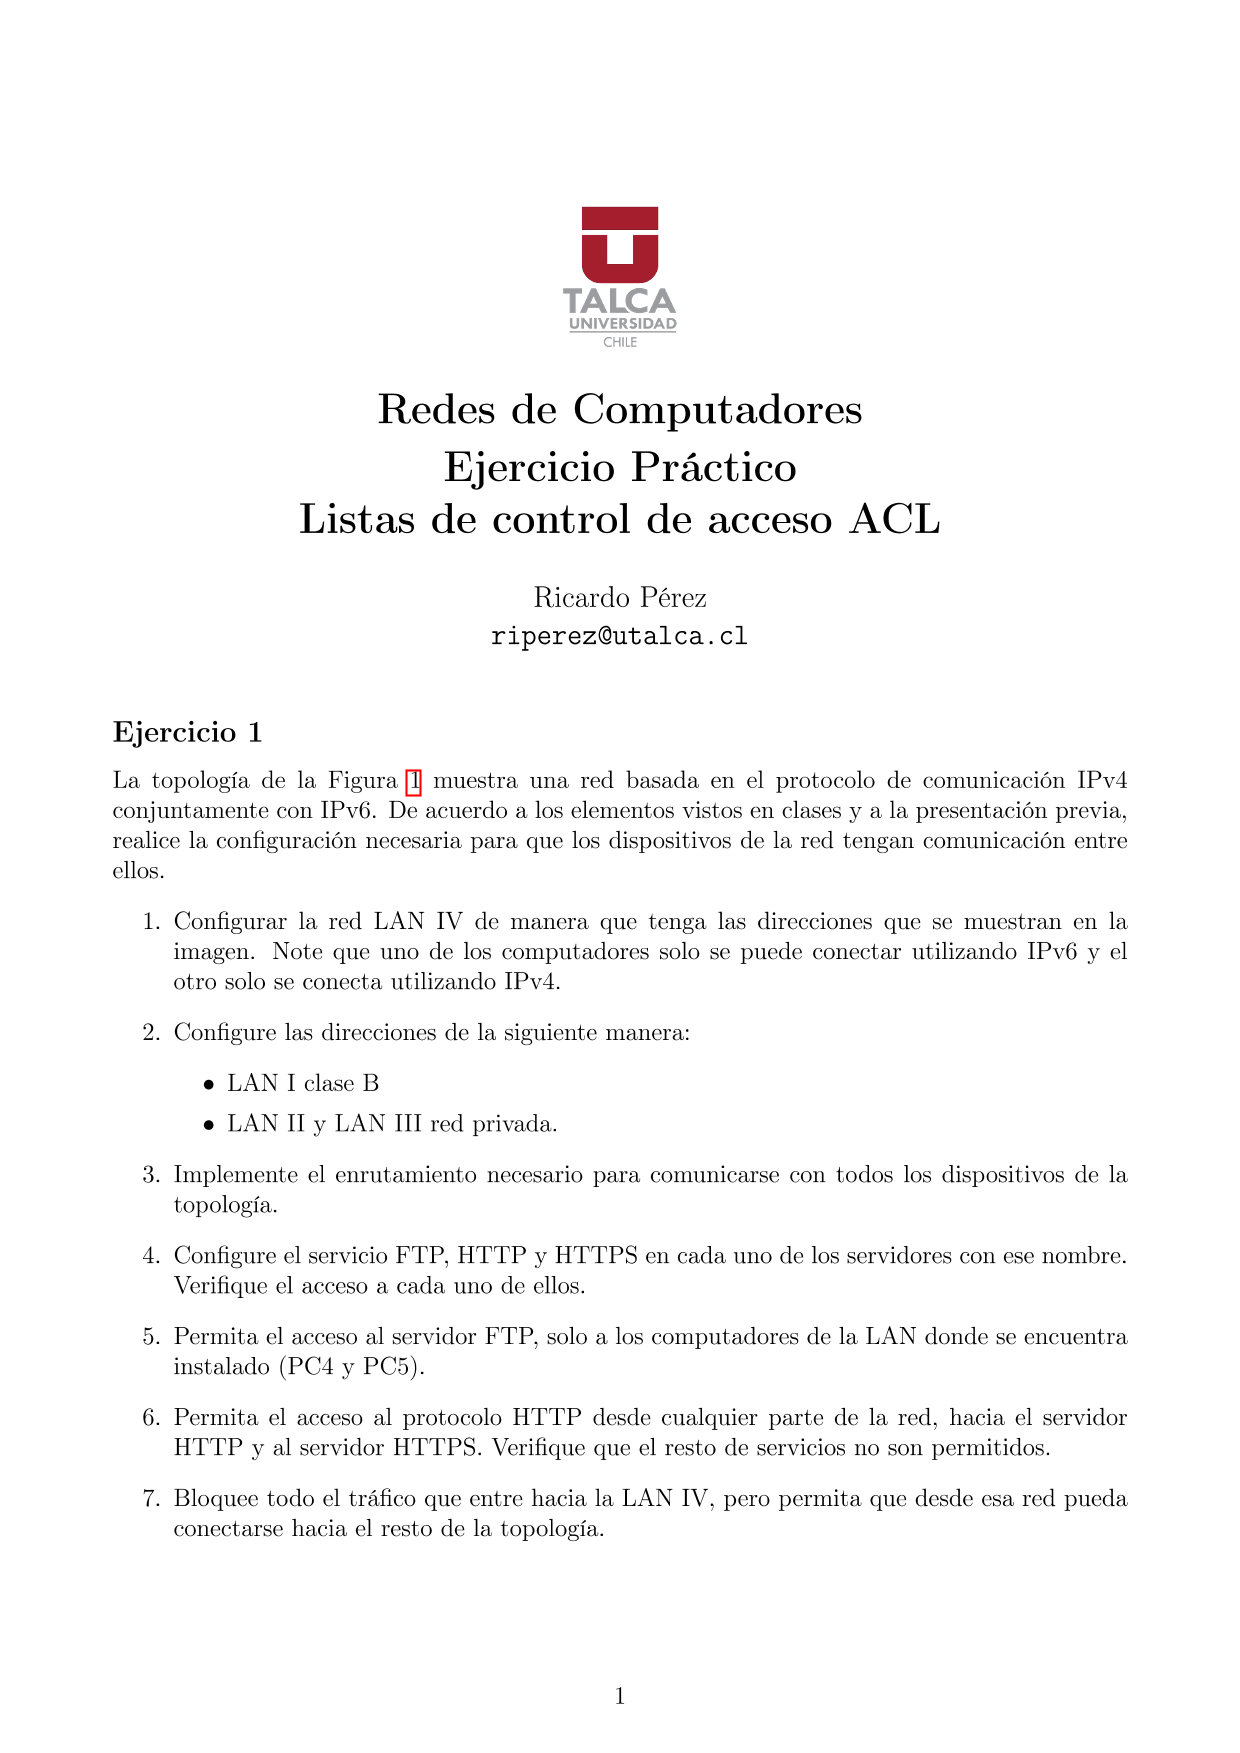 TALCA
UNIVERSIDAD
CHILE
Redes de Computadores
Ejercicio Práctico
Listas de control de acceso ACL
Ricardo Pérez
riperez@utalca.cl
Ejercicio 1
La topología de la Figura 1 muestra una red basada en el protocolo de comunicación IPv4
conjuntamente con IPv6. De acuerdo a los elementos vistos en clases y a la presentación previa,
realice la configuración necesaria para que los dispositivos de la red tengan comunicación entre
ellos.
1. Configurar la red LAN IV de manera que tenga las direcciones que se muestran en la
imagen. Note que uno de los computadores solo se puede conectar utilizando IPv6 y el
otro solo se conecta utilizando IPv4.
2. Configure las direcciones de la siguiente manera:
• LAN I clase B
• LAN II y LAN III red privada.
3. Implemente el enrutamiento necesario para comunicarse con todos los dispositivos de la
topología.
4. Configure el servicio FTP, HTTP y HTTPS en cada uno de los servidores con ese nombre.
Verifique el acceso a cada uno de ellos.
5. Permita el acceso al servidor FTP, solo a los computadores de la LAN donde se encuentra
instalado (PC4 y PC5).
6. Permita el acceso al protocolo HTTP desde cualquier parte de la red, hacia el servidor
HTTP y al servidor HTTPS. Verifique que el resto de servicios no son permitidos.
7. Bloquee todo el tráfico que entre hacia la LAN IV, pero permita que desde esa red pueda
conectarse hacia el resto de la topología.
1